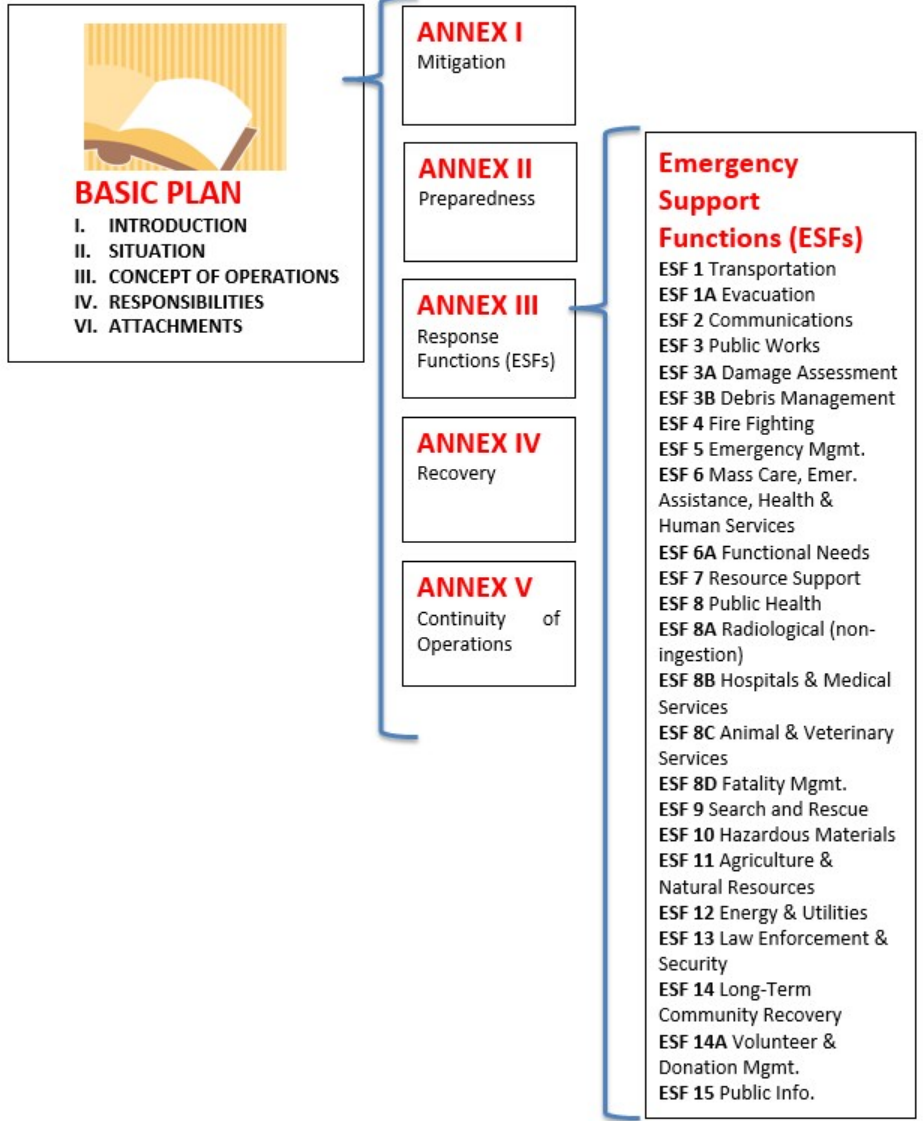 BASIC PLAN
I. INTRODUCTION
II. SITUATION
III. CONCEPT OF OPERATIONS
IV. RESPONSIBILITIES
VI. ATTACHMENTS
ANNEX I
Mitigation
ANNEX II
Preparedness
ANNEX III
Response
Functions (ESFs)
ANNEX IV
Recovery
ANNEX V
Continuity of
Operations
Emergency
Support
Functions (ESFs)
ESF 1 Transportation
ESF 1A Evacuation
ESF 2 Communications
ESF 3 Public Works
ESF 3A Damage Assessment
ESF 3B Debris Management
ESF 4 Fire Fighting
ESF 5 Emergency Mgmt.
ESF 6 Mass Care, Emer.
Assistance, Health &
Human Services
ESF 6A Functional Needs
ESF 7 Resource Support
ESF 8 Public Health
ESF 8A Radiological (non-
ingestion)
ESF 8B Hospitals & Medical
Services
ESF 8C Animal & Veterinary
Services
ESF 8D Fatality Mgmt.
ESF 9 Search and Rescue
ESF 10 Hazardous Materials
ESF 11 Agriculture &
Natural Resources
ESF 12 Energy & Utilities
ESF 13 Law Enforcement &
Security
ESF 14 Long-Term
Community Recovery
ESF 14A Volunteer &
Donation Mgmt.
ESF 15 Public Info.